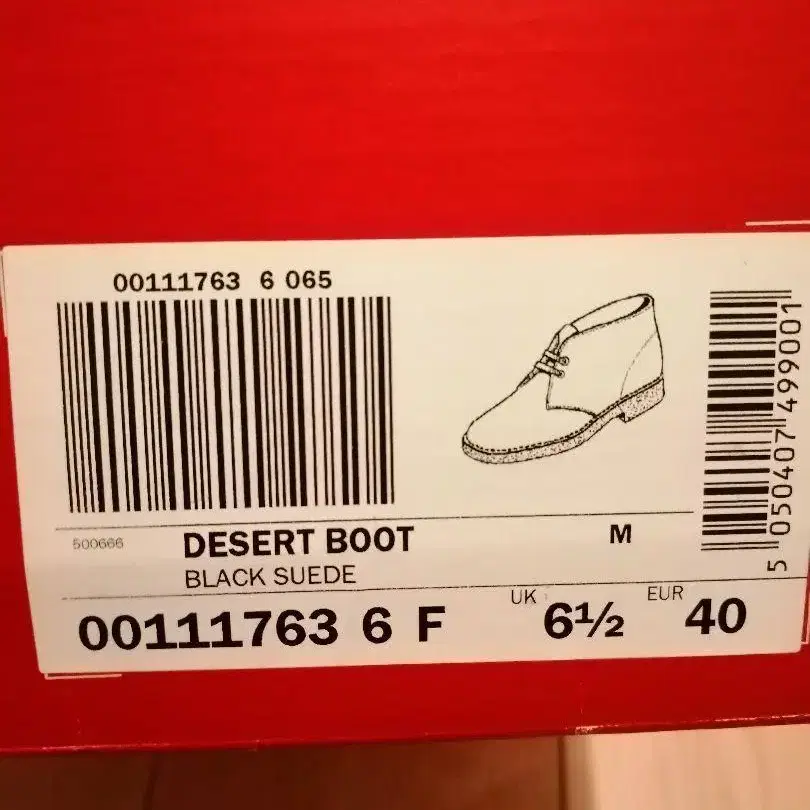 00111763 6 065
5 050407 499001
500666 DESERT BOOT M
BLACK SUEDE
00111763 6 F UK 6½ EUR 40